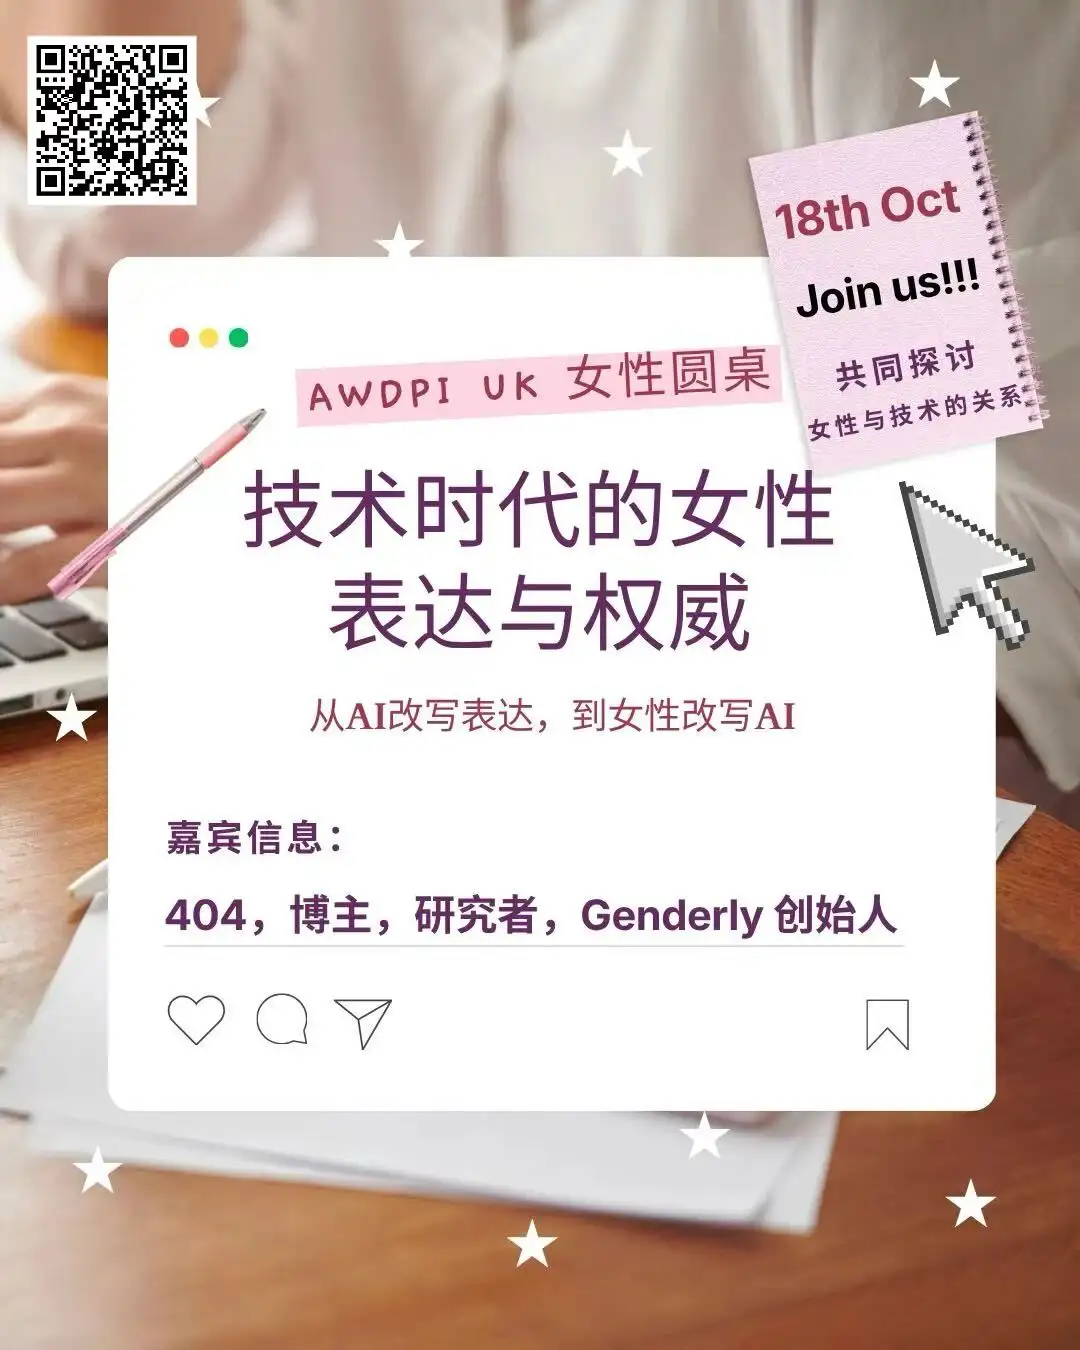 18th Oct
Join us!!!
共同探讨
女性与技术的关系
AWDPI UK 女性圆桌
技术时代的女性
表达与权威
从AI改写表达，到女性改写AI
嘉宾信息：
404，博主，研究者，Genderly 创始人